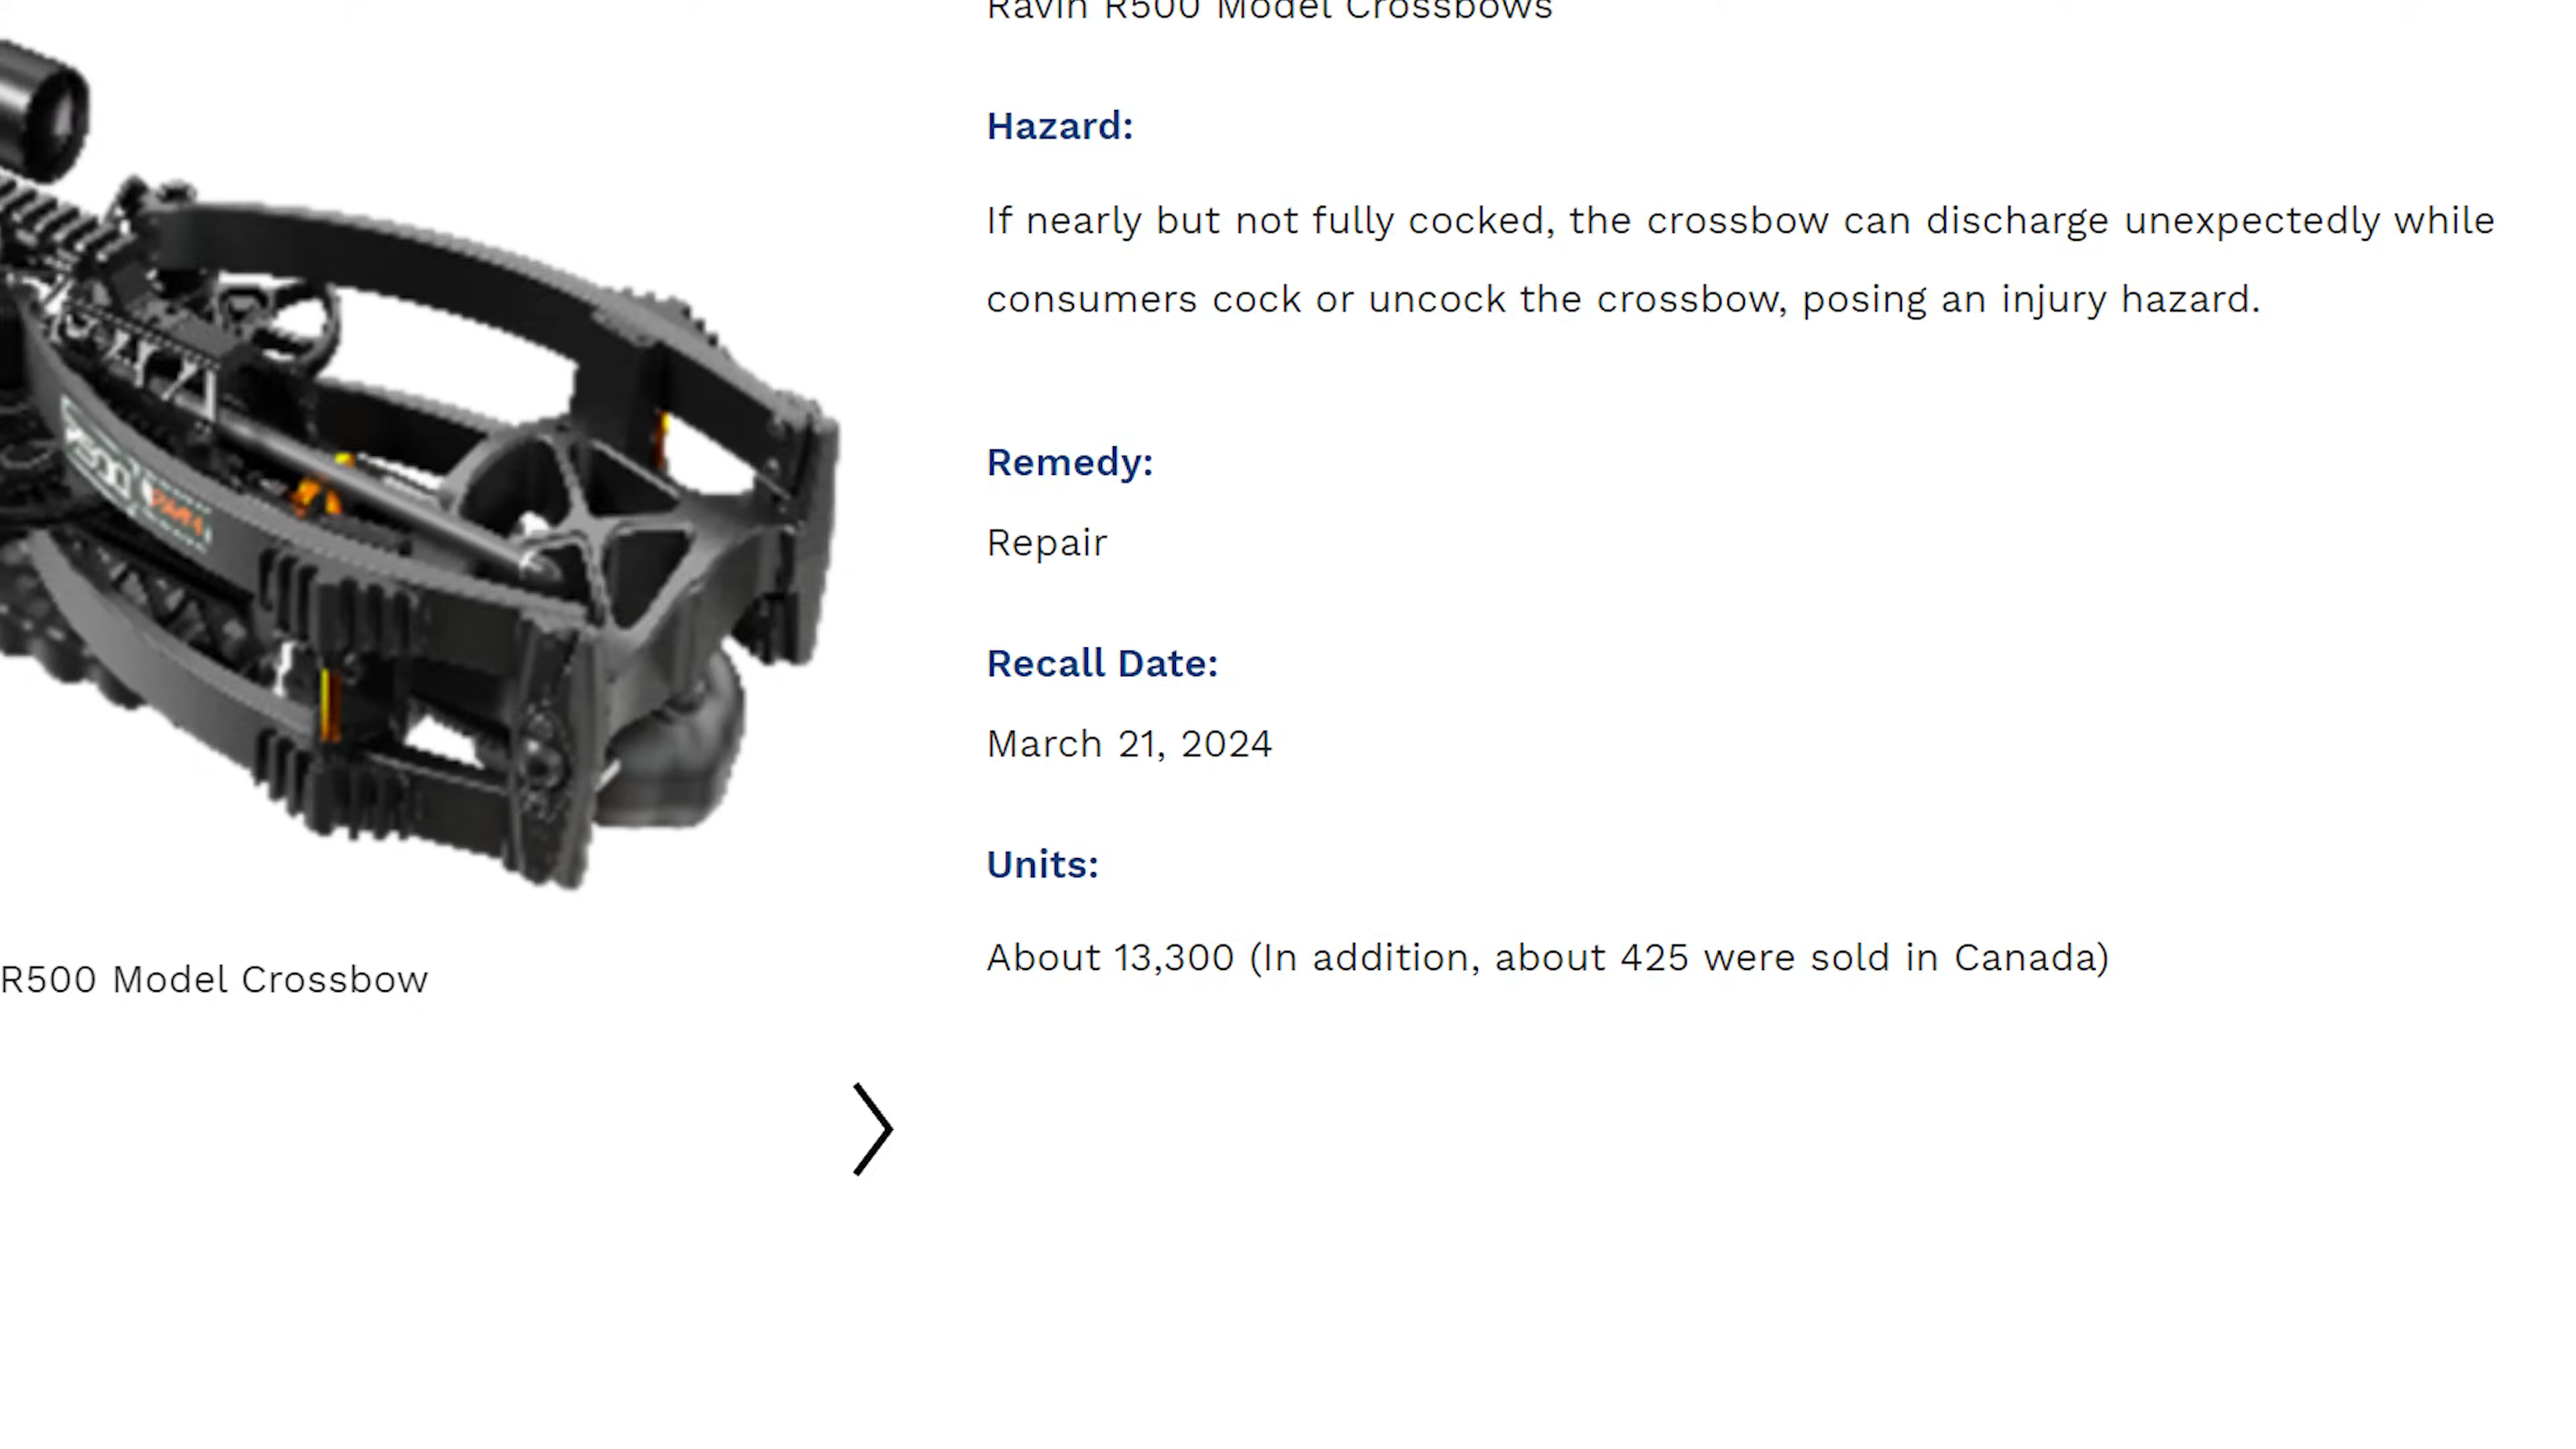 Ravin R500 Model Crossbows
Hazard:
If nearly but not fully cocked, the crossbow can discharge unexpectedly while
consumers cock or uncock the crossbow, posing an injury hazard.
Remedy:
Repair
Recall Date:
March 21, 2024
Units:
About 13,300 (In addition, about 425 were sold in Canada)
R500 Model Crossbow